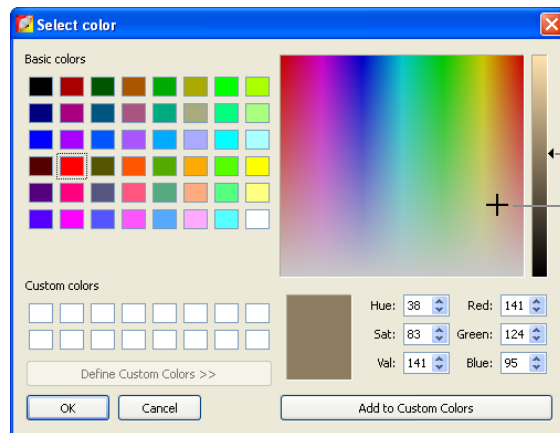 Select color
Basic colors
Custom colors
Hue: 38 Red: 141
Sat: 83 Green: 124
Val: 141 Blue: 95
Define Custom Colors >>
OK Cancel Add to Custom Colors